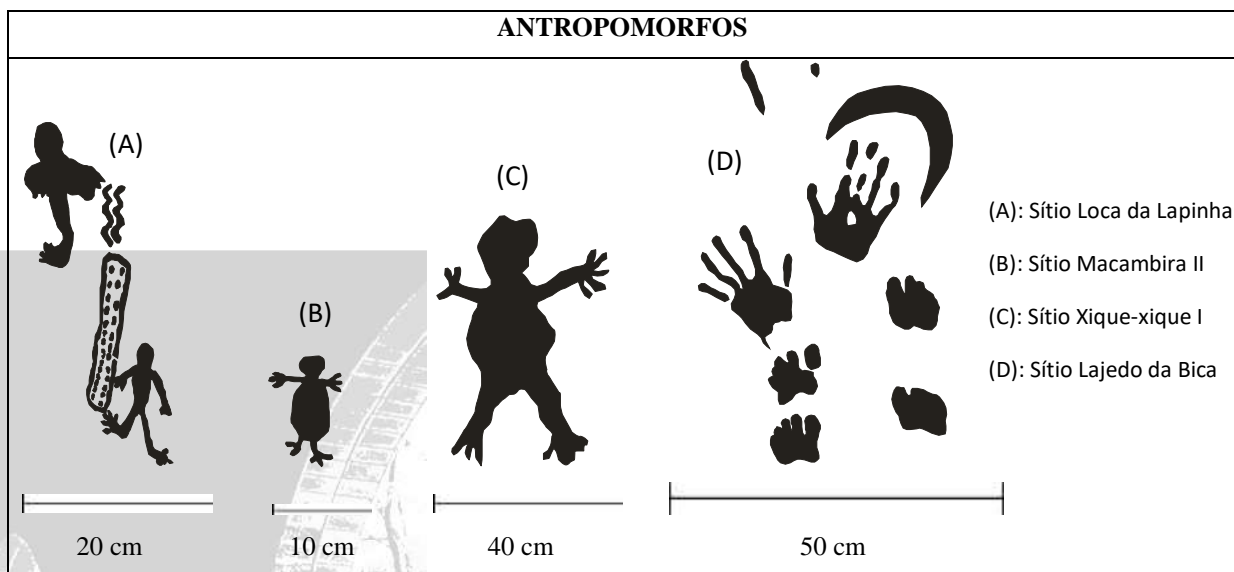 ANTROPOMORFOS
(A)
(B)
(C)
(D)
(A): Sítio Loca da Lapinha
(B): Sítio Macambira II
(C): Sítio Xique-xique I
(D): Sítio Lajedo da Bica
20 cm
10 cm
40 cm
50 cm